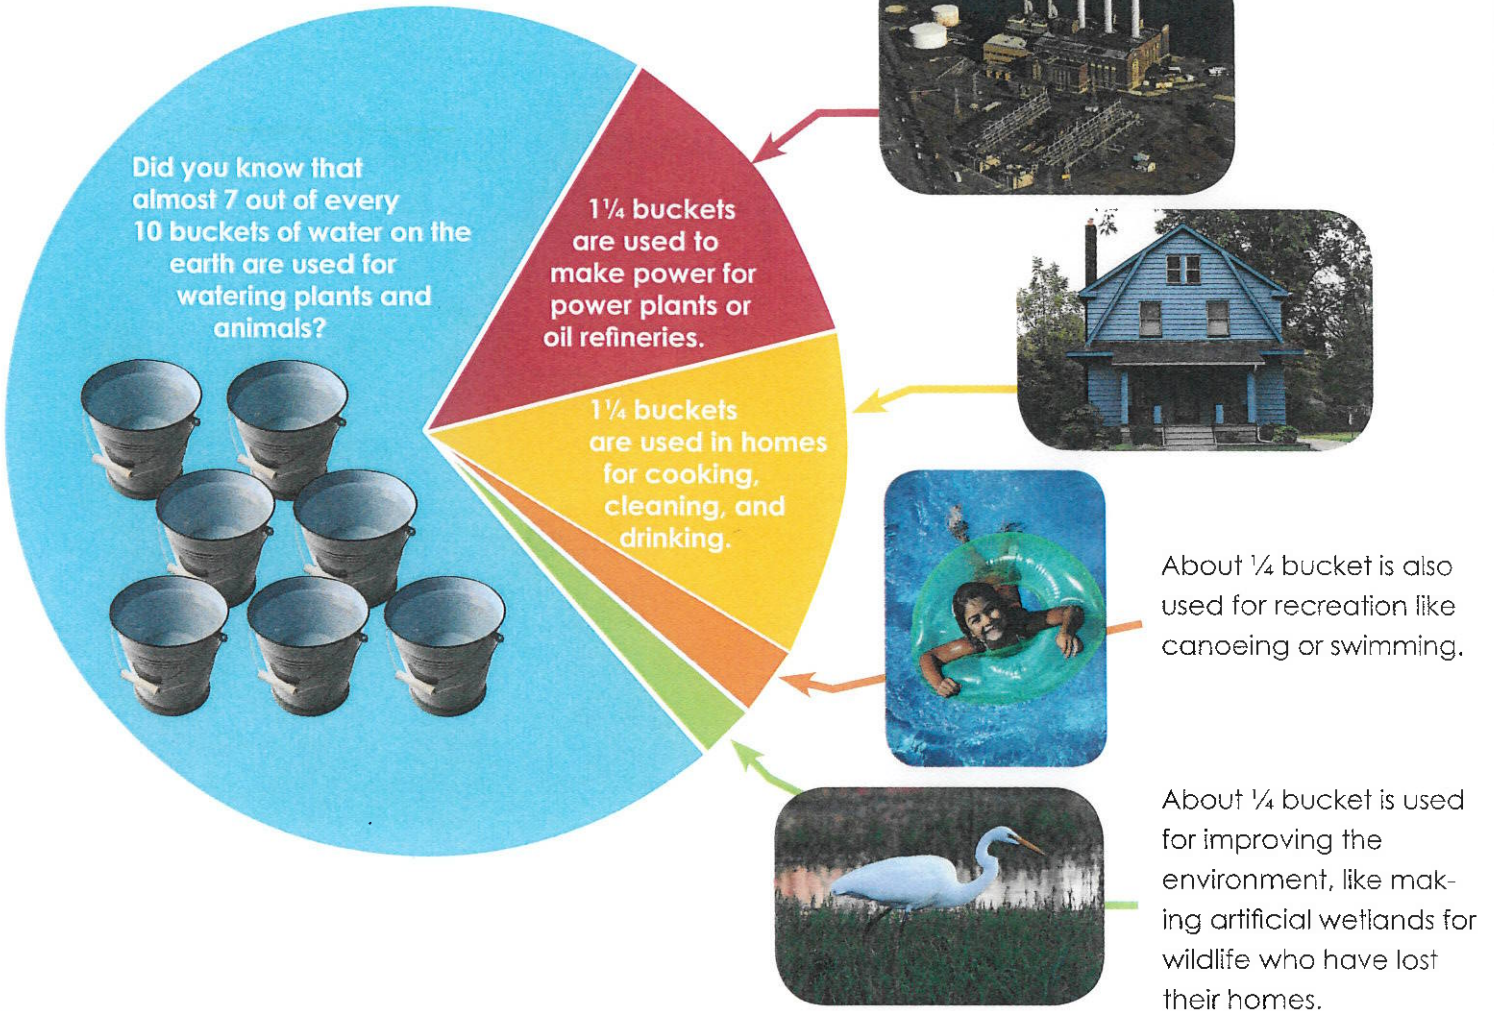 Did you know that
almost 7 out of every
10 buckets of water on the
earth are used for
watering plants and
animals?
1¼ buckets
are used to
make power for
power plants or
oil refineries.
1¼ buckets
are used in homes
for cooking,
cleaning, and
drinking.
About ¼ bucket is also
used for recreation like
canoeing or swimming.
About ¼ bucket is used
for improving the
environment, like mak-
ing artificial wetlands for
wildlife who have lost
their homes.